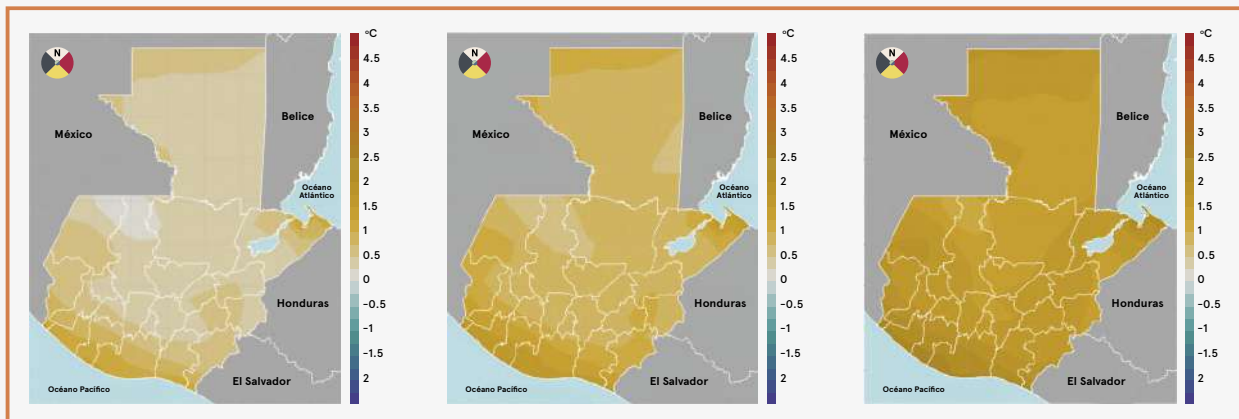 N
México
Belice
Océano
Atlántico
Honduras
El Salvador
Océano Pacífico
°C
4.5
4
3.5
3
2.5
2
1.5
1
0.5
0
-0.5
-1
-1.5
2
N
México
Belice
Océano
Atlántico
Honduras
El Salvador
Océano Pacífico
°C
4.5
4
3.5
3
2.5
2
1.5
1
0.5
0
-0.5
-1
-1.5
2
N
México
Belice
Océano
Atlántico
Honduras
El Salvador
Océano Pacífico
°C
4.5
4
3.5
3
2.5
2
1.5
1
0.5
0
-0.5
-1
-1.5
2